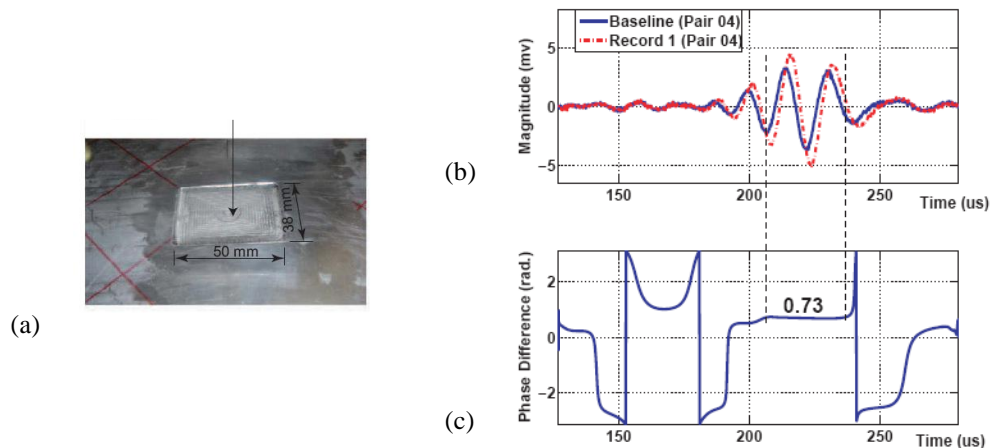 (a)
50 mm
38 mm
(b)
Baseline (Pair 04)
Record 1 (Pair 04)
Magnitude (mv)
5
0
−5
150
200
250
Time (us)
(c)
Phase Difference (rad.)
2
0
−2
0.73
150
200
250
Time (us)